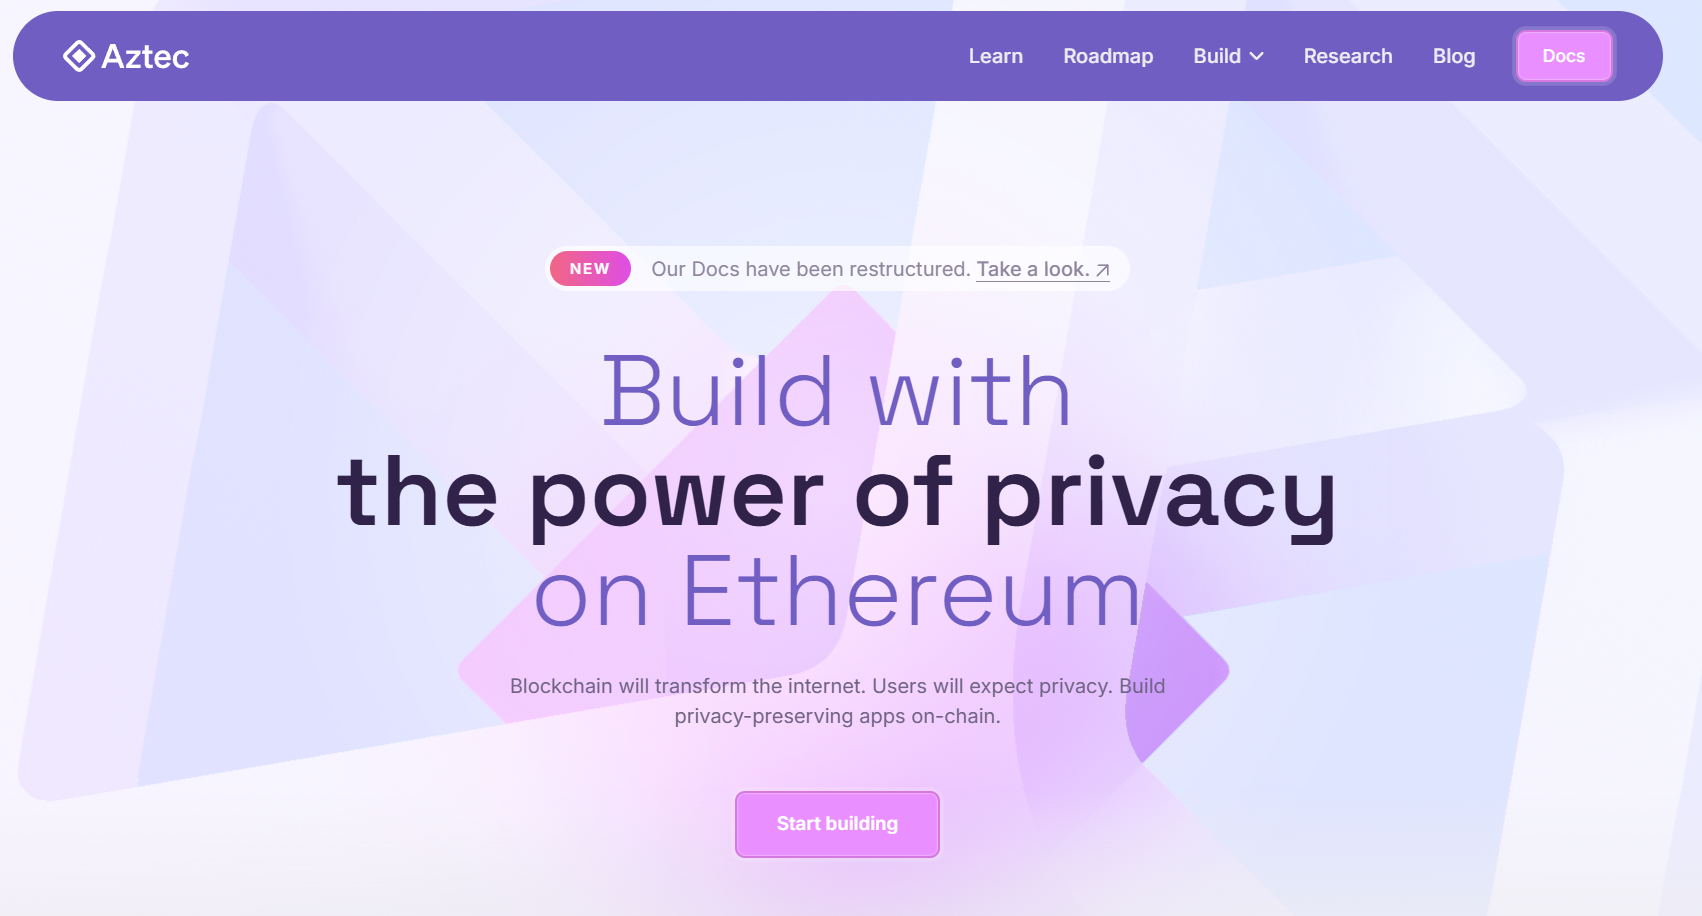 Aztec
Learn
Roadmap
Build
Research
Blog
Docs
NEW
Our Docs have been restructured. Take a look.
Build with
the power of privacy
on Ethereum
Blockchain will transform the internet. Users will expect privacy. Build
privacy-preserving apps on-chain.
Start building